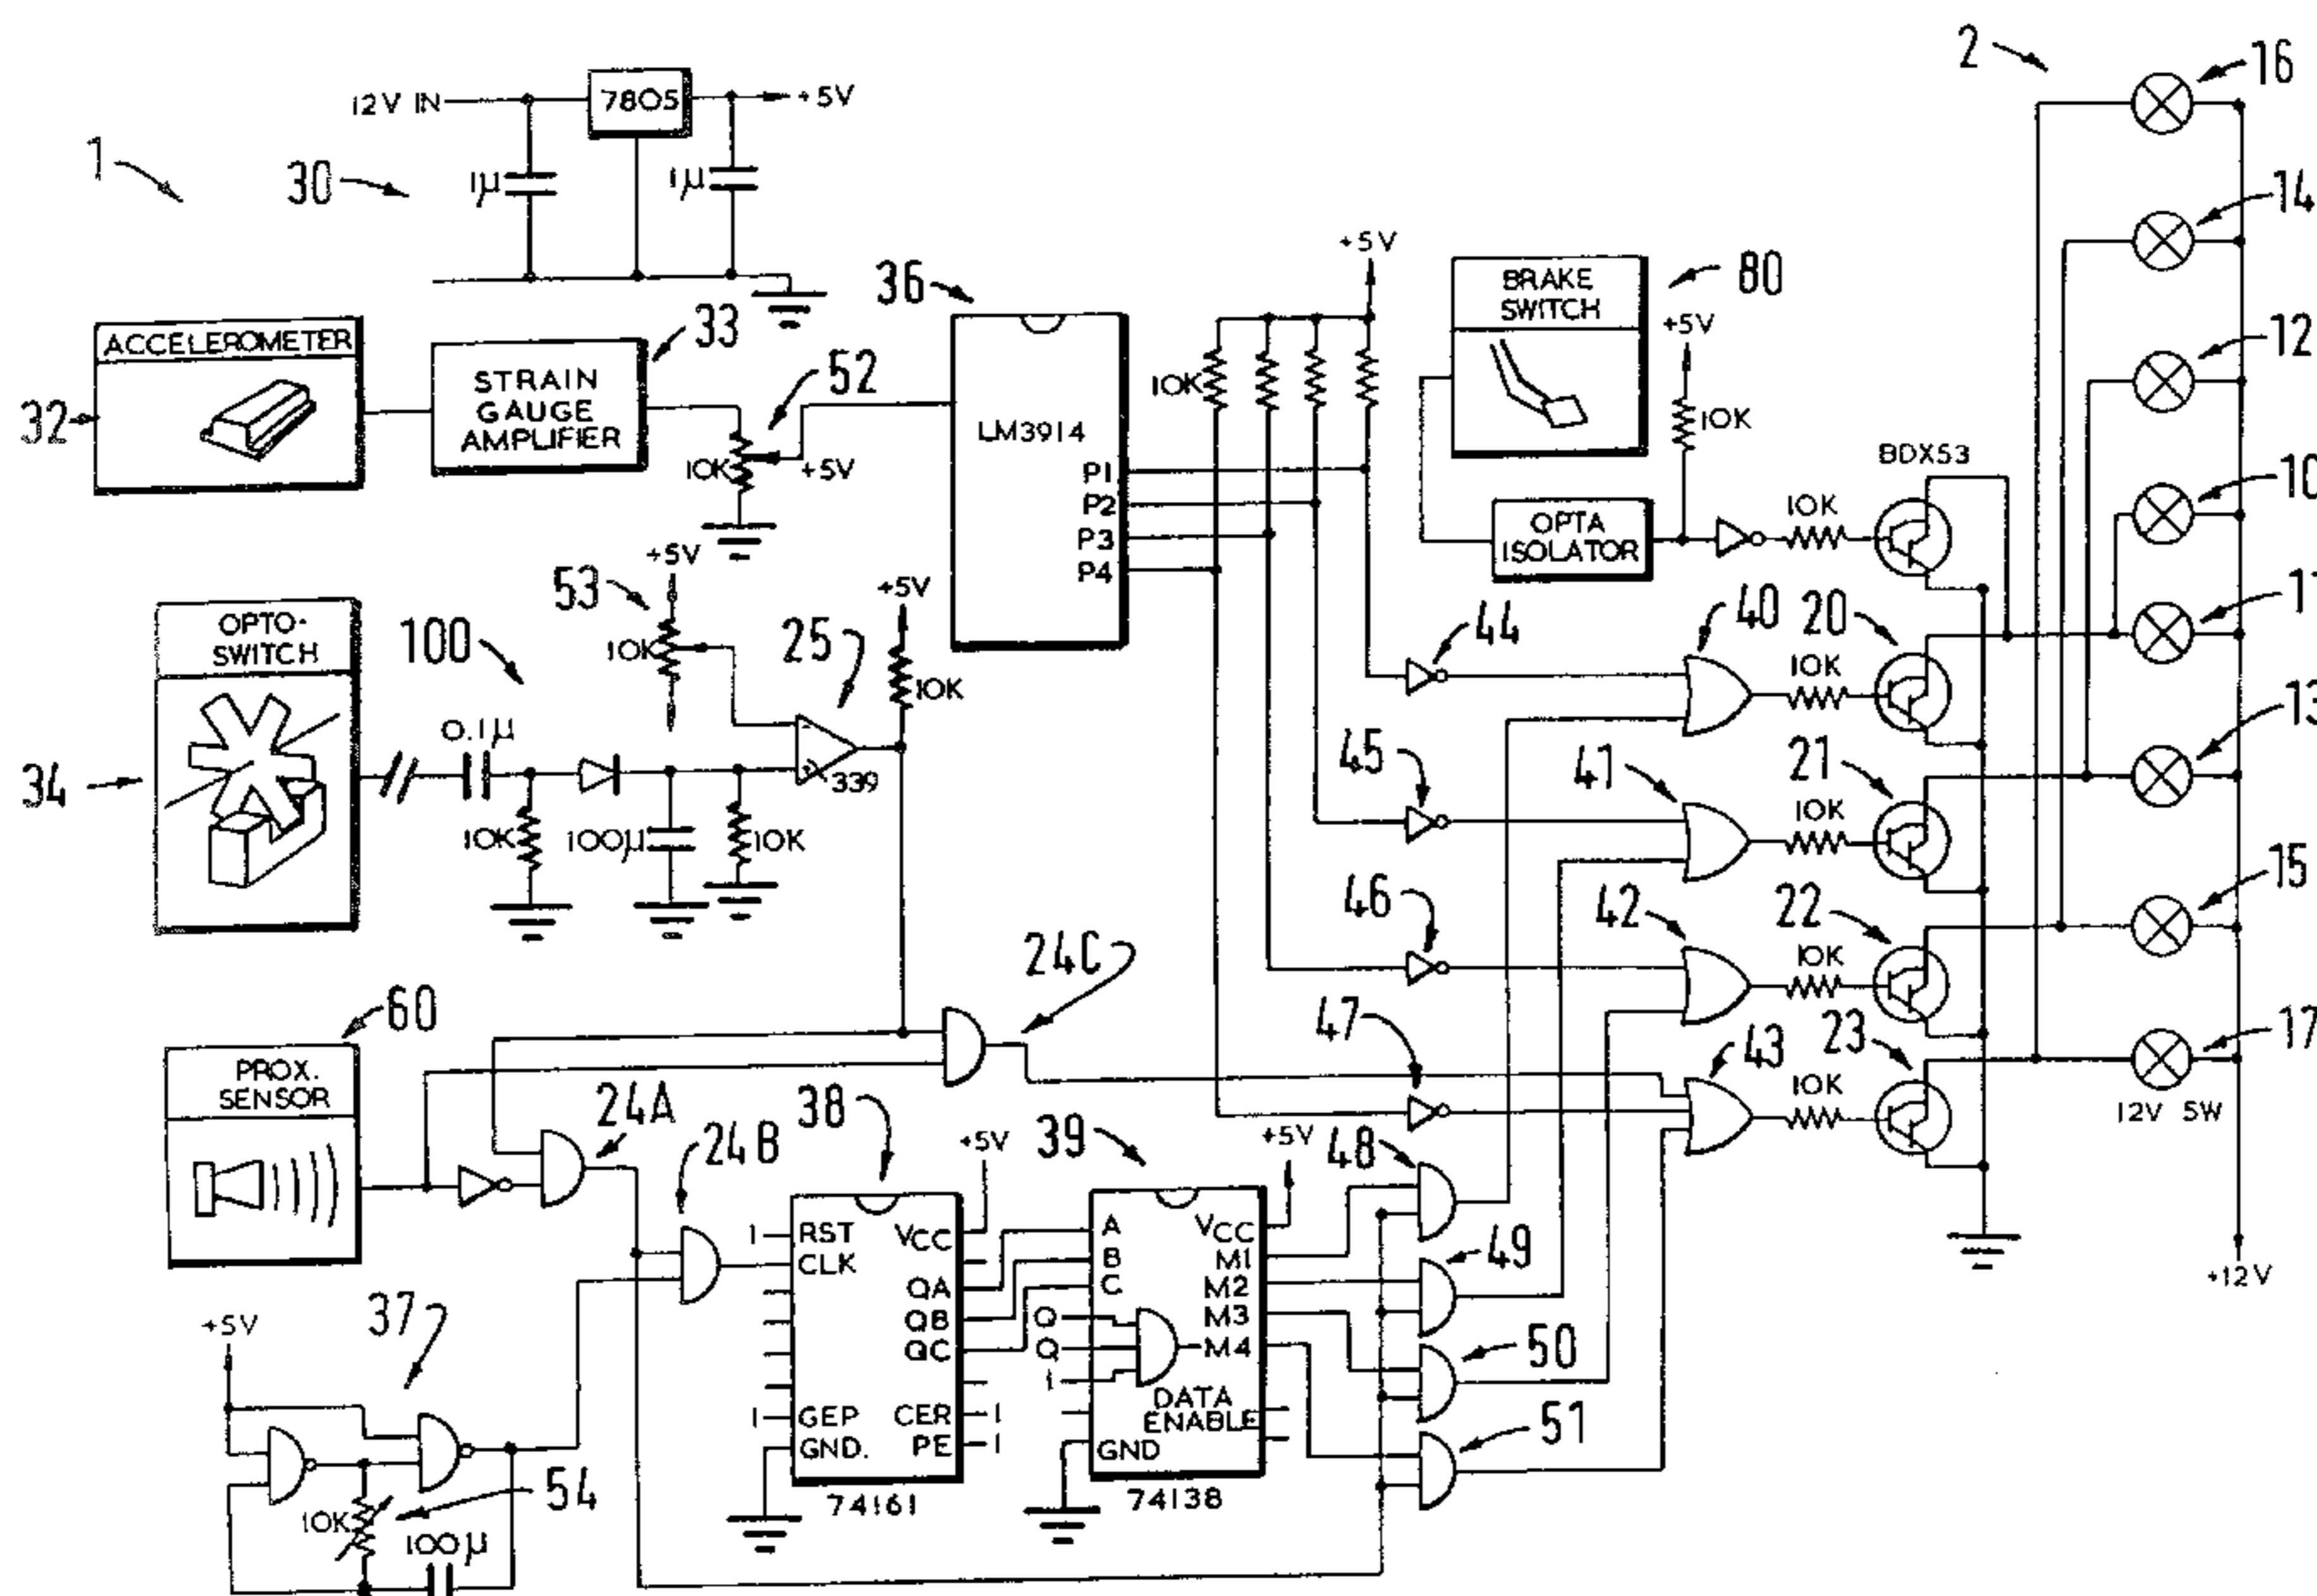 2
16
12V IN
7805
+5V
1
30
1μ
1μ
14
+5V
36
BRAKE
SWITCH
80
+5V
ACCELEROMETER
33
STRAIN
GAUGE
AMPLIFIER
52
10K
+5V
32
LM3914
P1
P2
P3
P4
10K
10K
12
BDX53
10
OPTA
ISOLATOR
10K
OPTO-
SWITCH
34
100
53
+5V
10K
25
+5V
10K
0.1μ
10K
100μ
10K
339
44
40
20
10K
45
41
21
10K
13
46
42
22
10K
15
24C
47
43
23
10K
17
12V 5W
60
PROX.
SENSOR
24A
24B
38
+5V
39
+5V
48
1
RST
CLK
VCC
QA
QB
QC
1
GEP
GND.
CER
1
PE
1
74161
A
B
C
Q
Q
1
VCC
M1
M2
M3
M4
DATA
ENABLE
GND
74138
49
50
51
+12V
37
+5V
10K
54
100μ